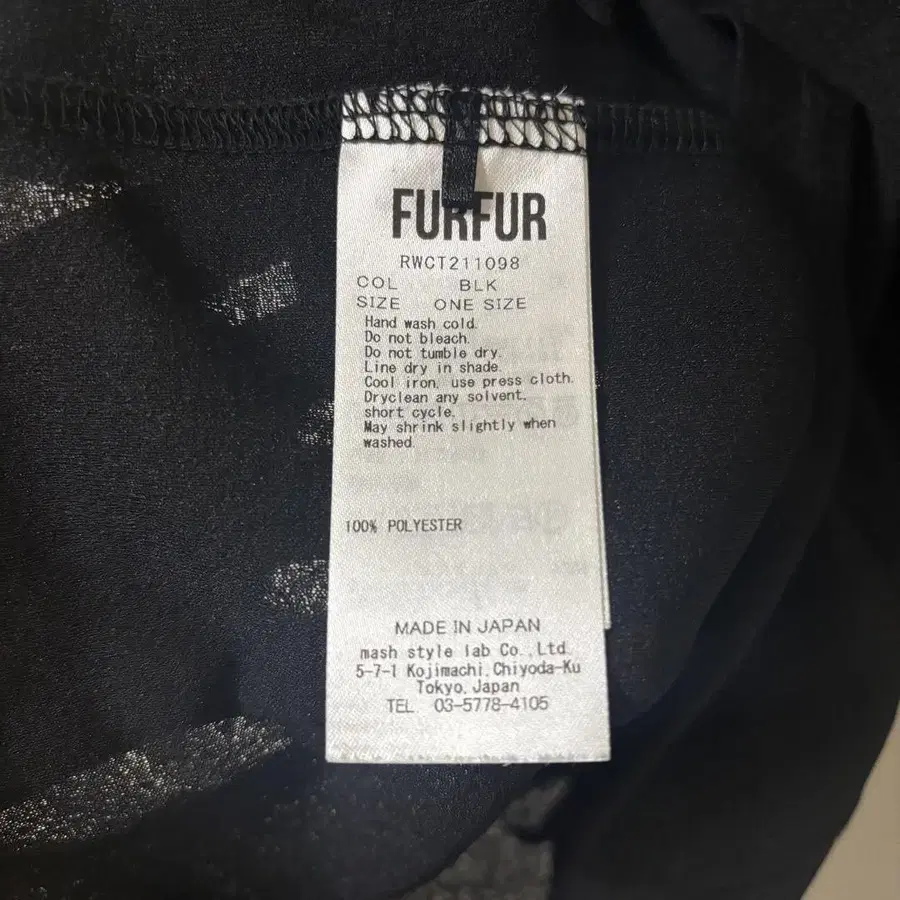 FURFUR
RWCT211098
COL BLK
SIZE ONE SIZE
Hand wash cold.
Do not bleach.
Do not tumble dry.
Line dry in shade.
Cool iron, use press cloth.
Dryclean any solvent,
short cycle.
May shrink slightly when
washed.
100% POLYESTER
MADE IN JAPAN
mash style lab Co.,Ltd
5-7-1 Kojimachi,Chiyoda-Ku
Tokyo,Japan
TEL 03-5778-4105